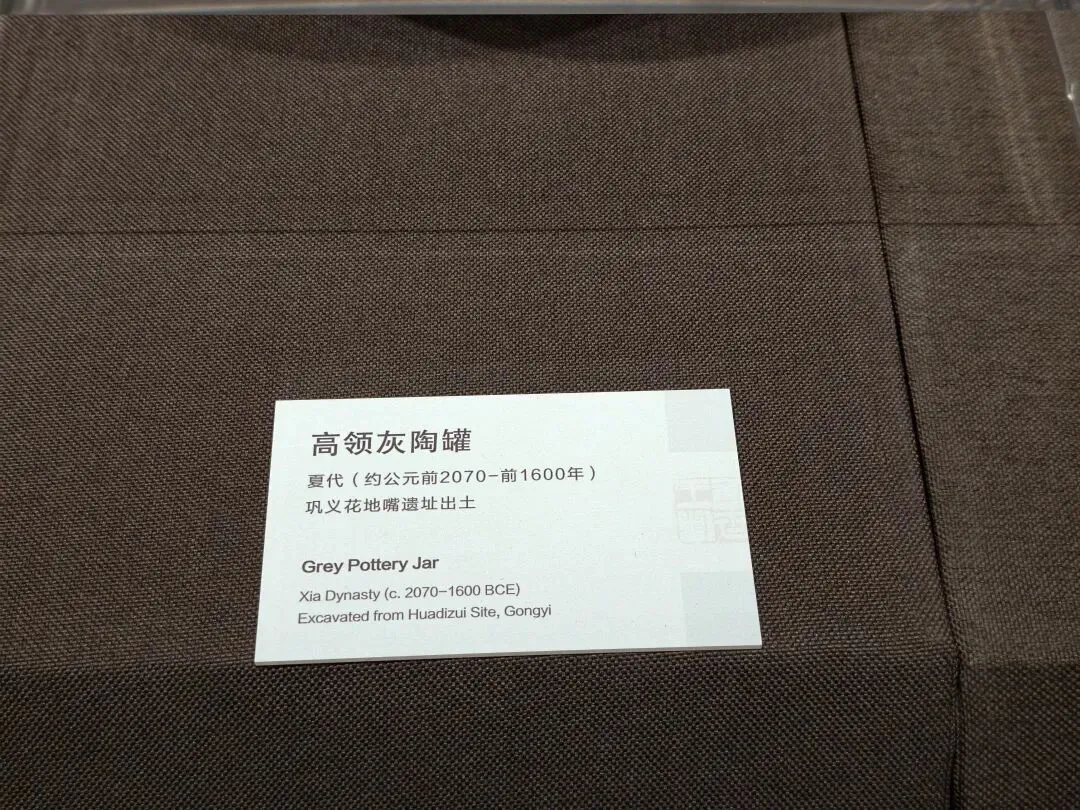 高领灰陶罐
夏代（约公元前2070-前1600年）
巩义花地嘴遗址出土
Grey Pottery Jar
Xia Dynasty (c. 2070-1600 BCE)
Excavated from Huadizui Site, Gongyi